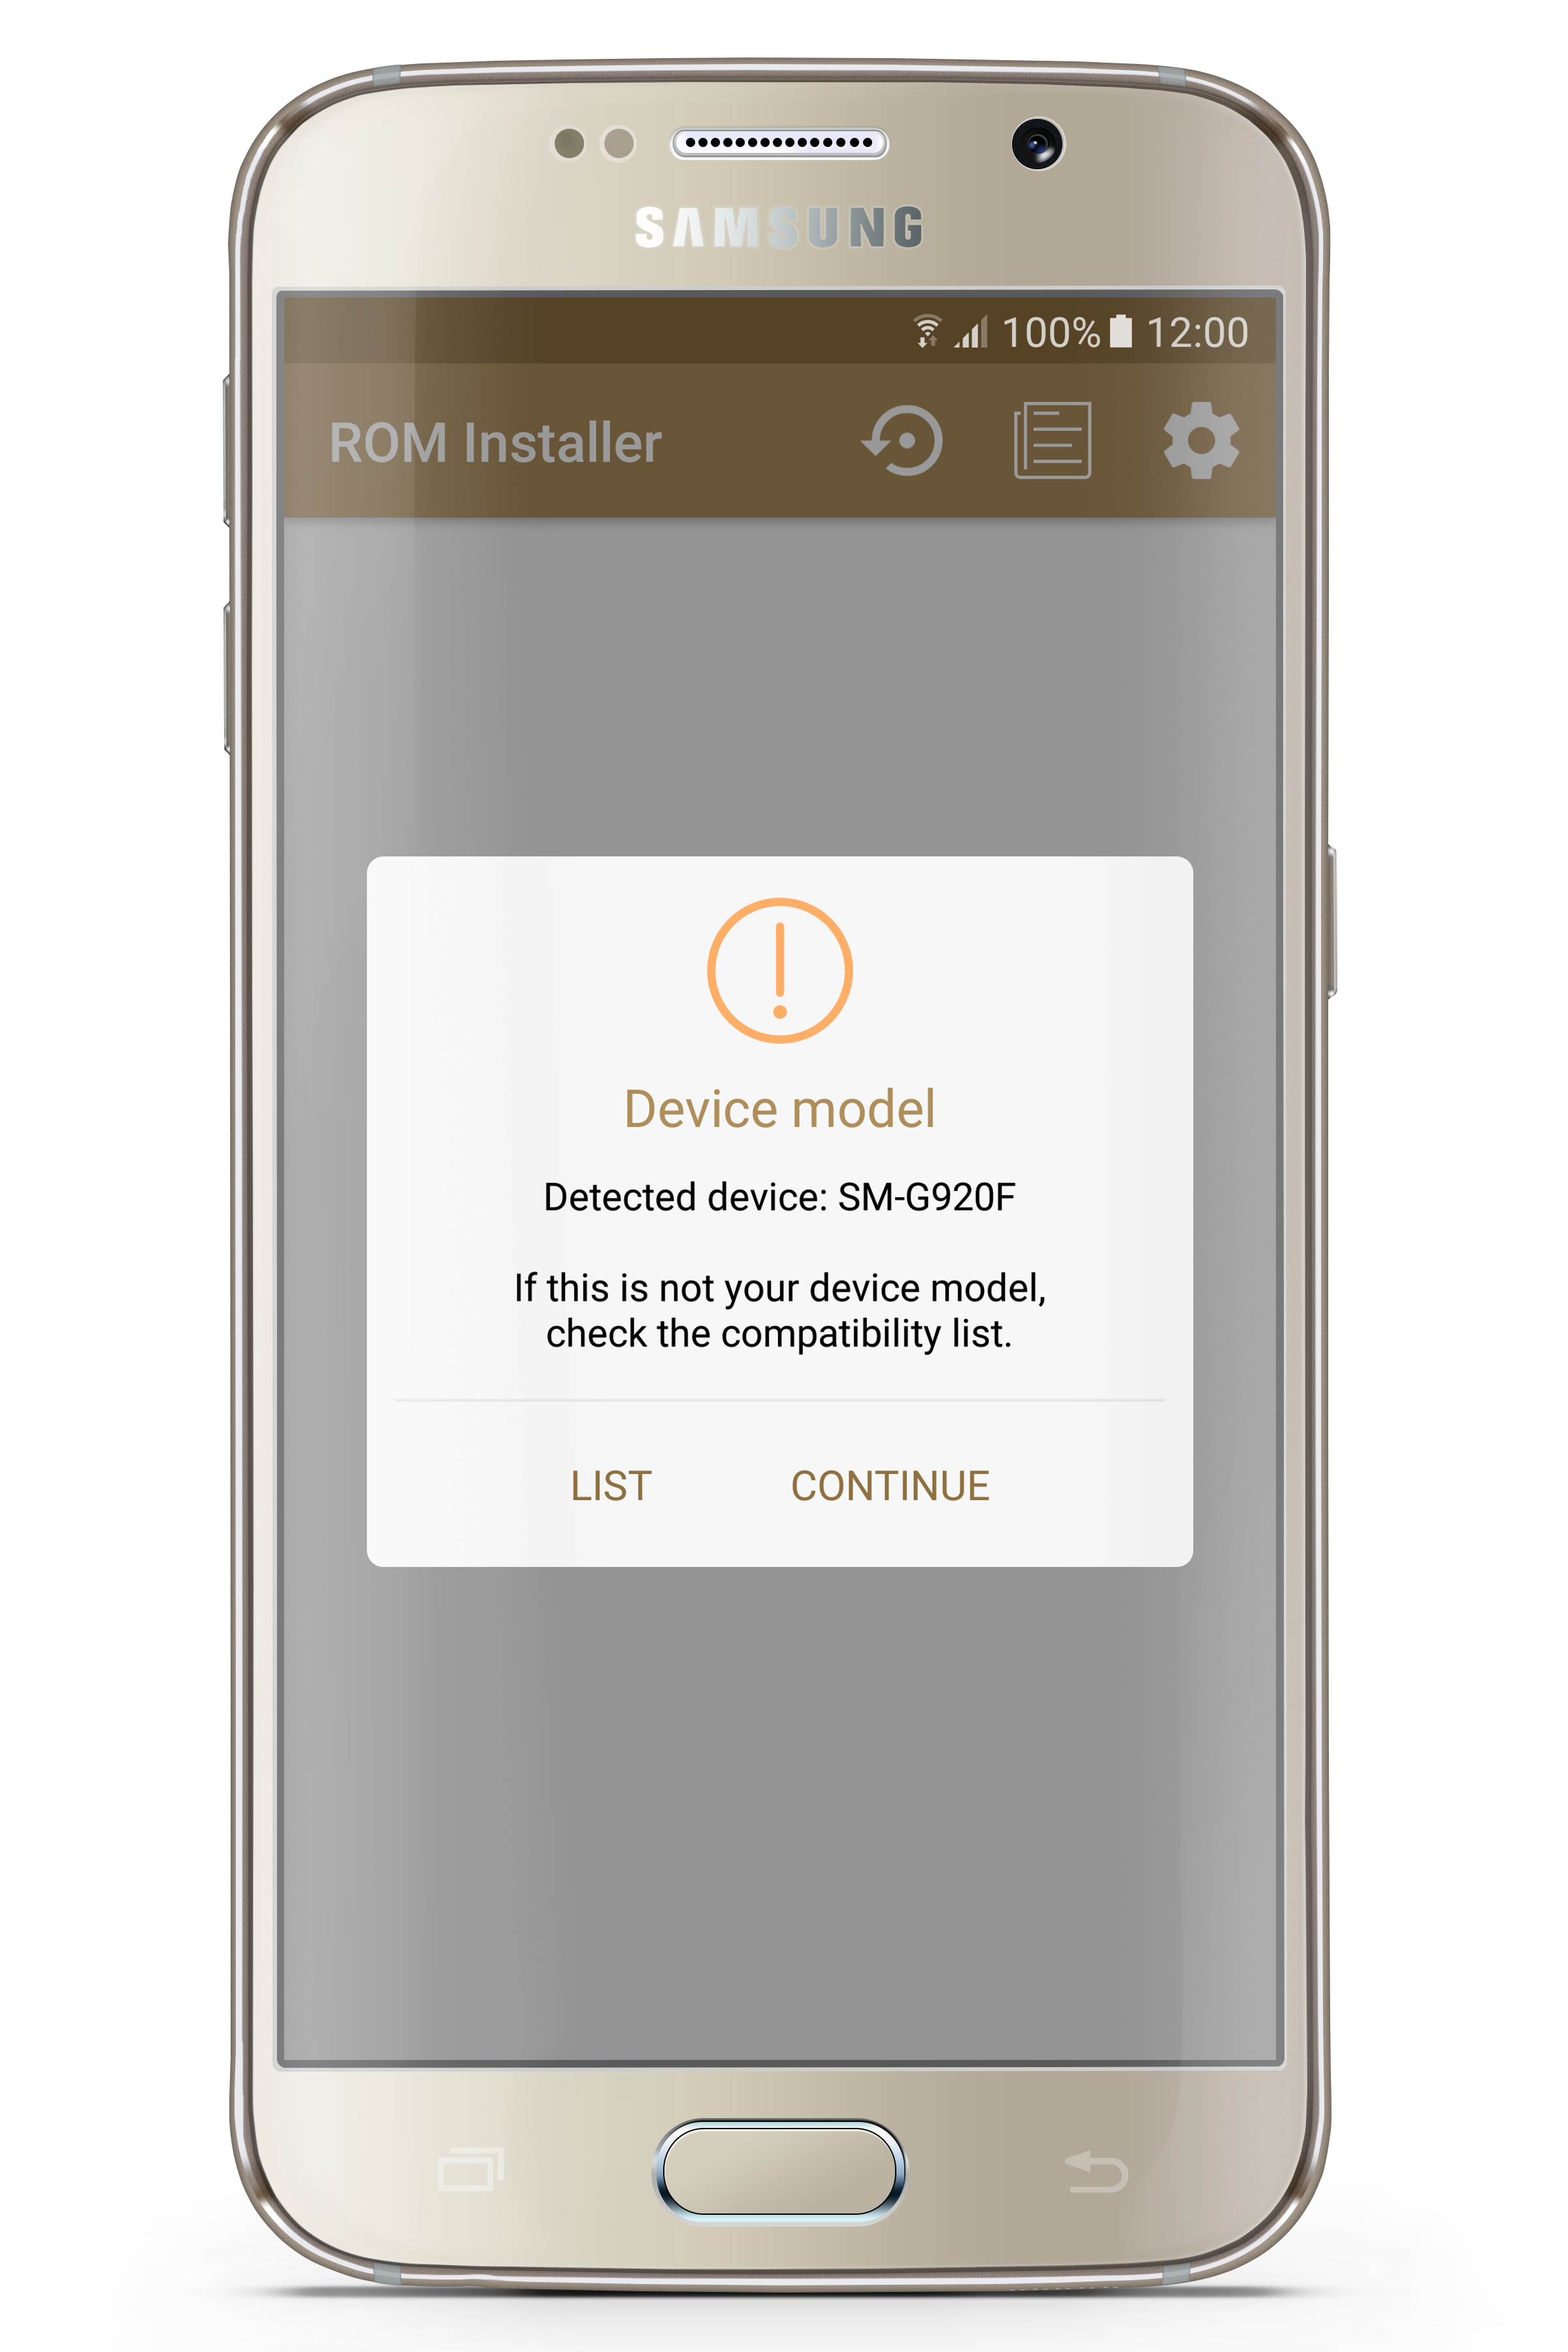 SAMSUNG
100% 12:00
ROM Installer
Device model
Detected device: SM-G920F
If this is not your device model,
check the compatibility list.
LIST CONTINUE